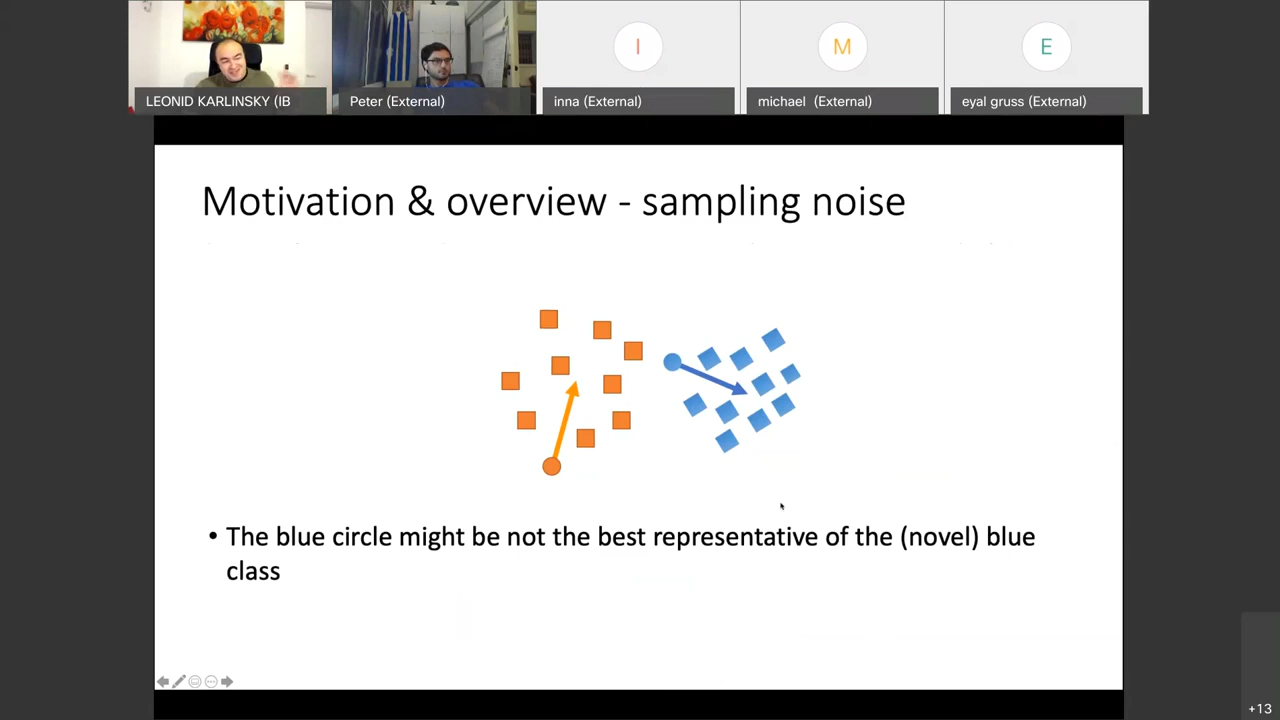 LEONID KARLINSKY (IB
Peter (External)
I
inna (External)
M
michael (External)
E
eyal gruss (External)
Motivation & overview - sampling noise
• The blue circle might be not the best representative of the (novel) blue
class
+13